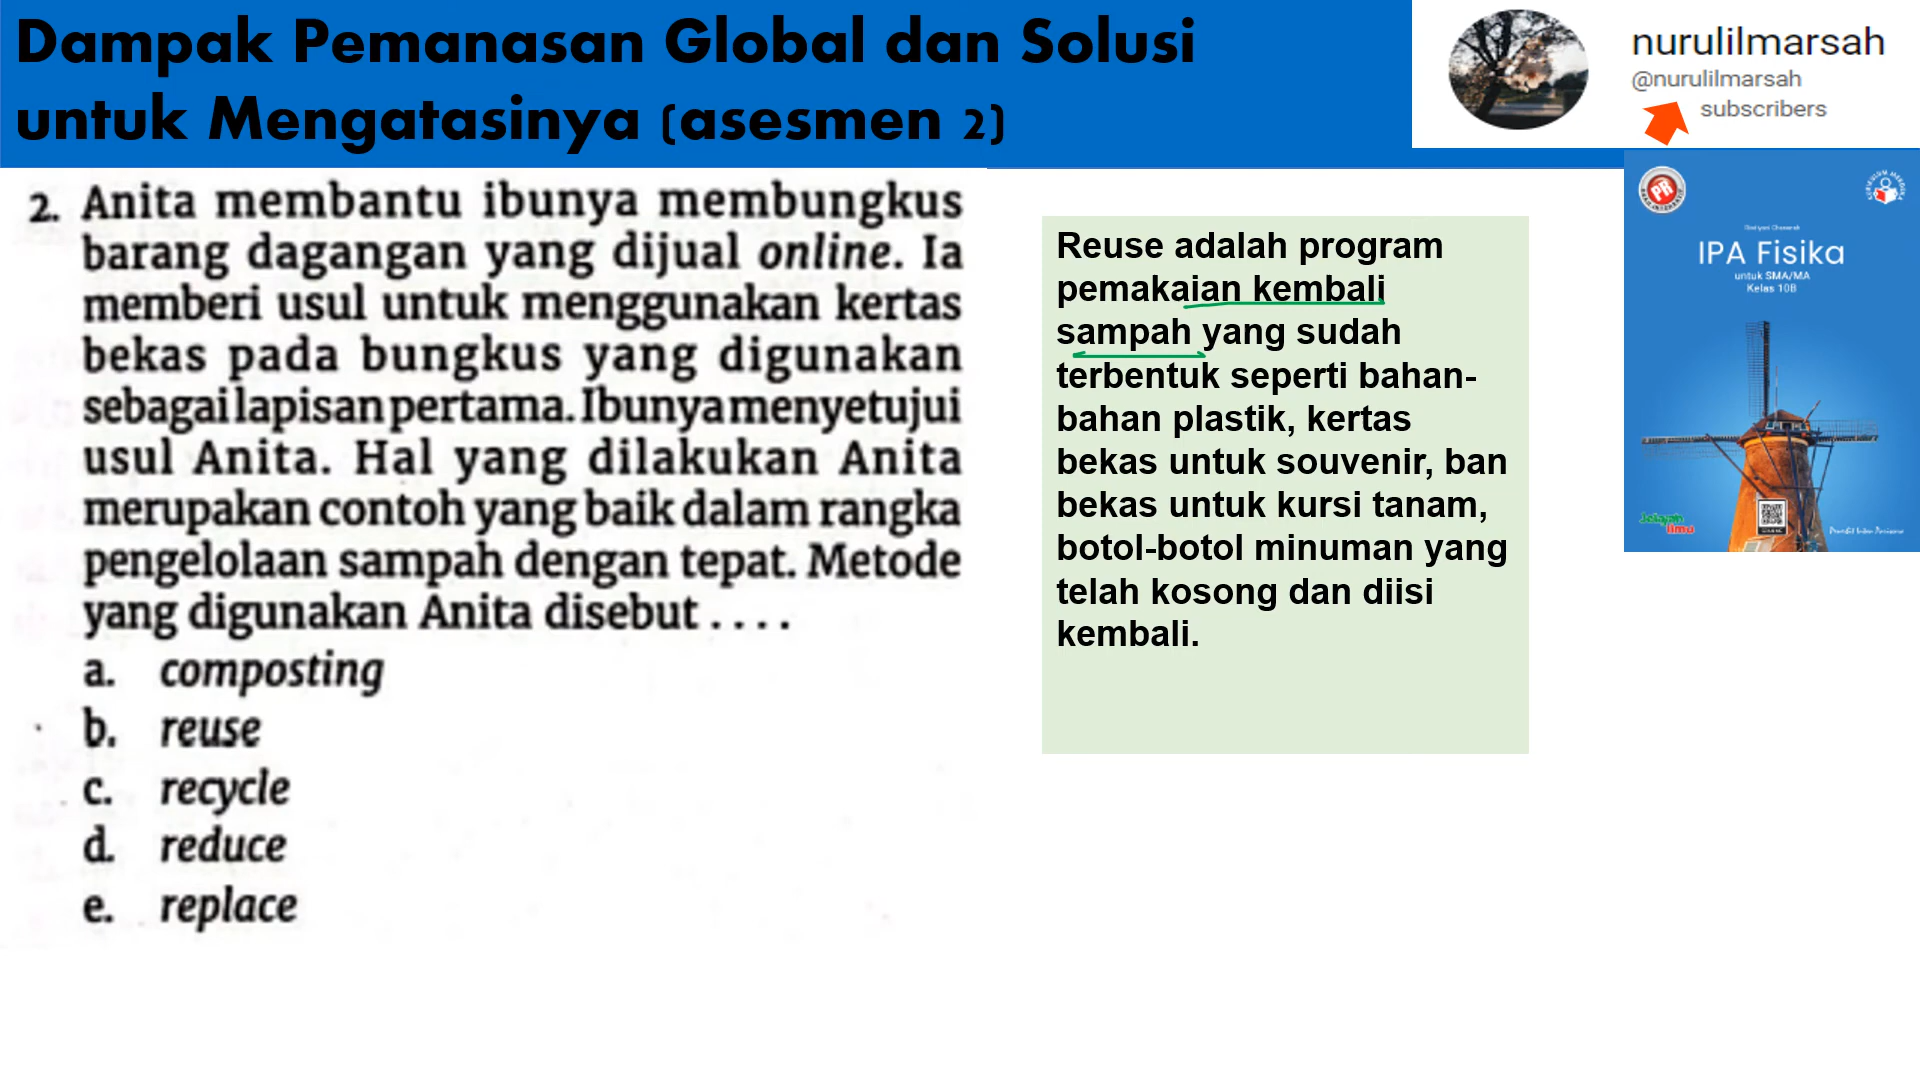 Dampak Pemanasan Global dan Solusi
untuk Mengatasinya (asesmen 2)
nurulilmarsah
@nurulilmarsah
subscribers
2. Anita membantu ibunya membungkus
barang dagangan yang dijual online. Ia
memberi usul untuk menggunakan kertas
bekas pada bungkus yang digunakan
sebagai lapisan pertama. Ibunya menyetujui
usul Anita. Hal yang dilakukan Anita
merupakan contoh yang baik dalam rangka
pengelolaan sampah dengan tepat. Metode
yang digunakan Anita disebut . . . .
a. composting
b. reuse
c. recycle
d. reduce
e. replace
Reuse adalah program
pemakaian kembali
sampah yang sudah
terbentuk seperti bahan-
bahan plastik, kertas
bekas untuk souvenir, ban
bekas untuk kursi tanam,
botol-botol minuman yang
telah kosong dan diisi
kembali.
PR
IPA Fisika
untuk SMA/MA
Kelas 10B
Jelajah
Ilmu